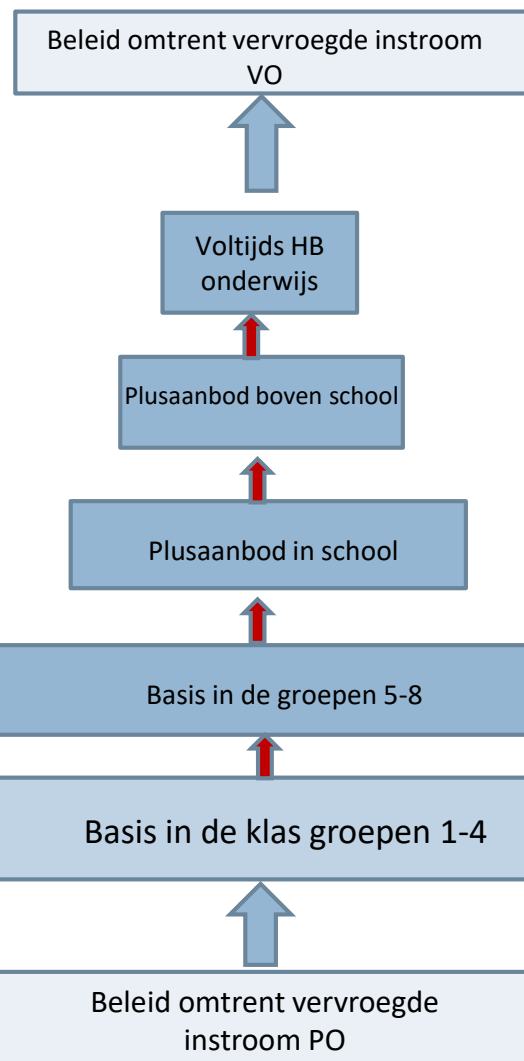 Beleid omtrent vervroegde instroom
VO
Voltijds HB
onderwijs
Plusaanbod boven school
Plusaanbod in school
Basis in de groepen 5-8
Basis in de klas groepen 1-4
Beleid omtrent vervroegde
instroom PO